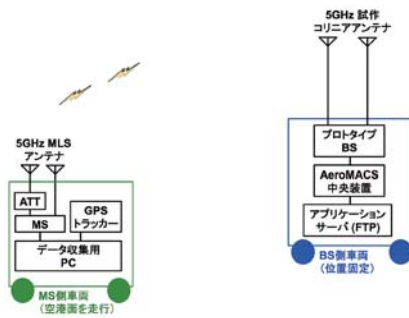 5GHz MLS
アンテナ
ATT
MS
GPS
トラッカー
データ収集用
PC
MS側車両
(空港面を走行)
5GHz 試作
コリニアアンテナ
プロトタイプ
BS
AeroMACS
中央装置
アプリケーション
サーバ (FTP)
BS側車両
(位置固定)